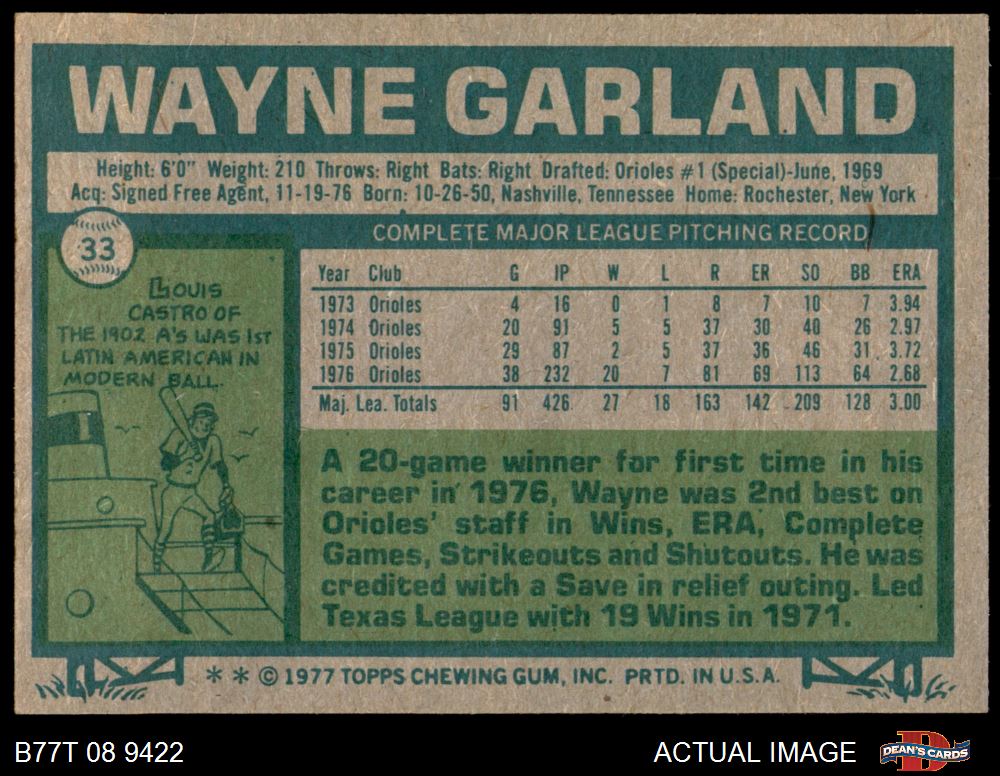 WAYNE GARLAND
Height: 6'0" Weight: 210 Throws: Right Bats: Right Drafted: Orioles #1 (Special)-June, 1969
Acq: Signed Free Agent, 11-19-76 Born: 10-26-50, Nashville, Tennessee Home: Rochester, New York
33
LOUIS
CASTRO OF
THE 1902 A'S WAS 1ST
LATIN AMERICAN IN
MODERN BALL.
COMPLETE MAJOR LEAGUE PITCHING RECORD
Year Club G IP W L R ER SO BB ERA
1973 Orioles 4 16 0 1 8 7 10 7 3.94
1974 Orioles 20 91 5 5 37 30 40 26 2.97
1975 Orioles 29 87 2 5 37 36 46 31 3.72
1976 Orioles 38 232 20 7 81 69 113 64 2.68
Maj. Lea. Totals 91 426 27 18 163 142 209 128 3.00
A 20-game winner for first time in his
career in 1976, Wayne was 2nd best on
Orioles' staff in Wins, ERA, Complete
Games, Strikeouts and Shutouts. He was
credited with a Save in relief outing. Led
Texas League with 19 Wins in 1971.
* * © 1977 TOPPS CHEWING GUM, INC. PRTD. IN U.S.A.
B77T 08 9422
ACTUAL IMAGE
D
DEAN'S CARDS